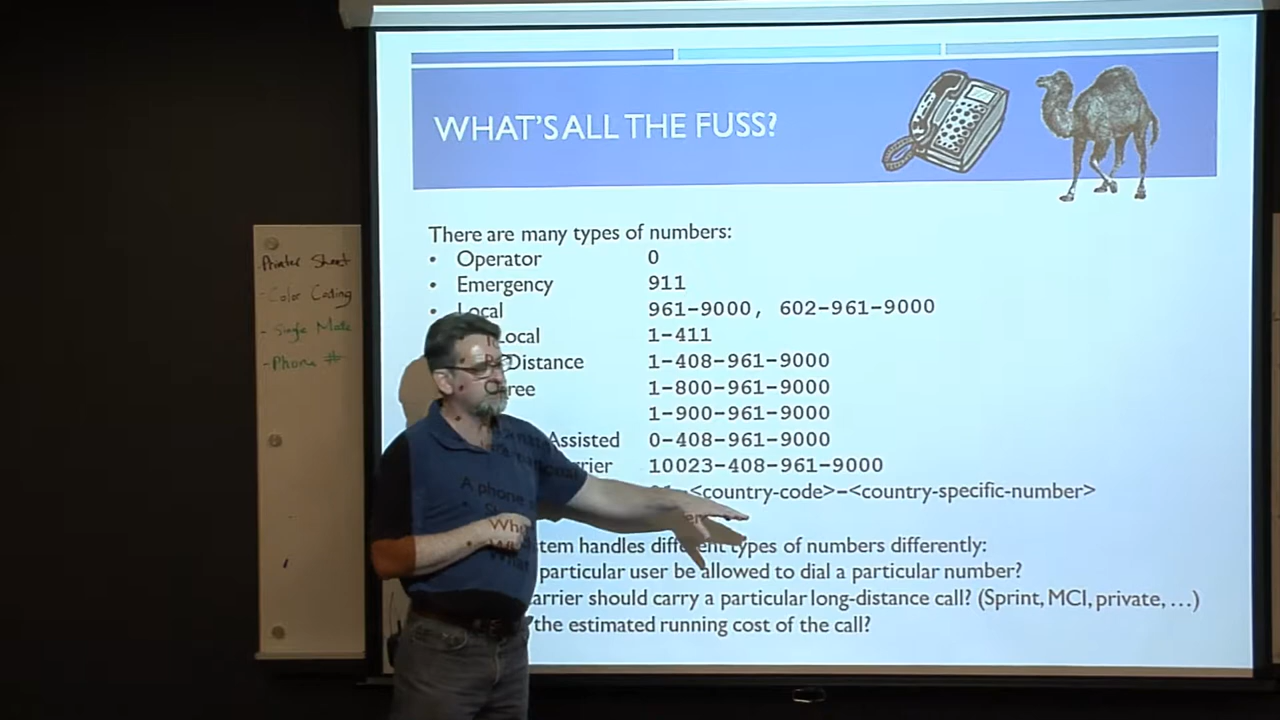 WHAT'S ALL THE FUSS?
There are many types of numbers:
• Operator 0
• Emergency 911
• Local 961-9000, 602-961-9000
Local 1-411
Distance 1-408-961-9000
ree 1-800-961-9000
1-900-961-9000
Assisted 0-408-961-9000
rrier 10023-408-961-9000
<country-code>-<country-specific-number>
A phone
stem handles different types of numbers differently:
particular user be allowed to dial a particular number?
arrier should carry a particular long-distance call? (Sprint, MCI, private, …)
the estimated running cost of the call?
Printer Sheet
- Color Coding
- Single Mate
- Phone #